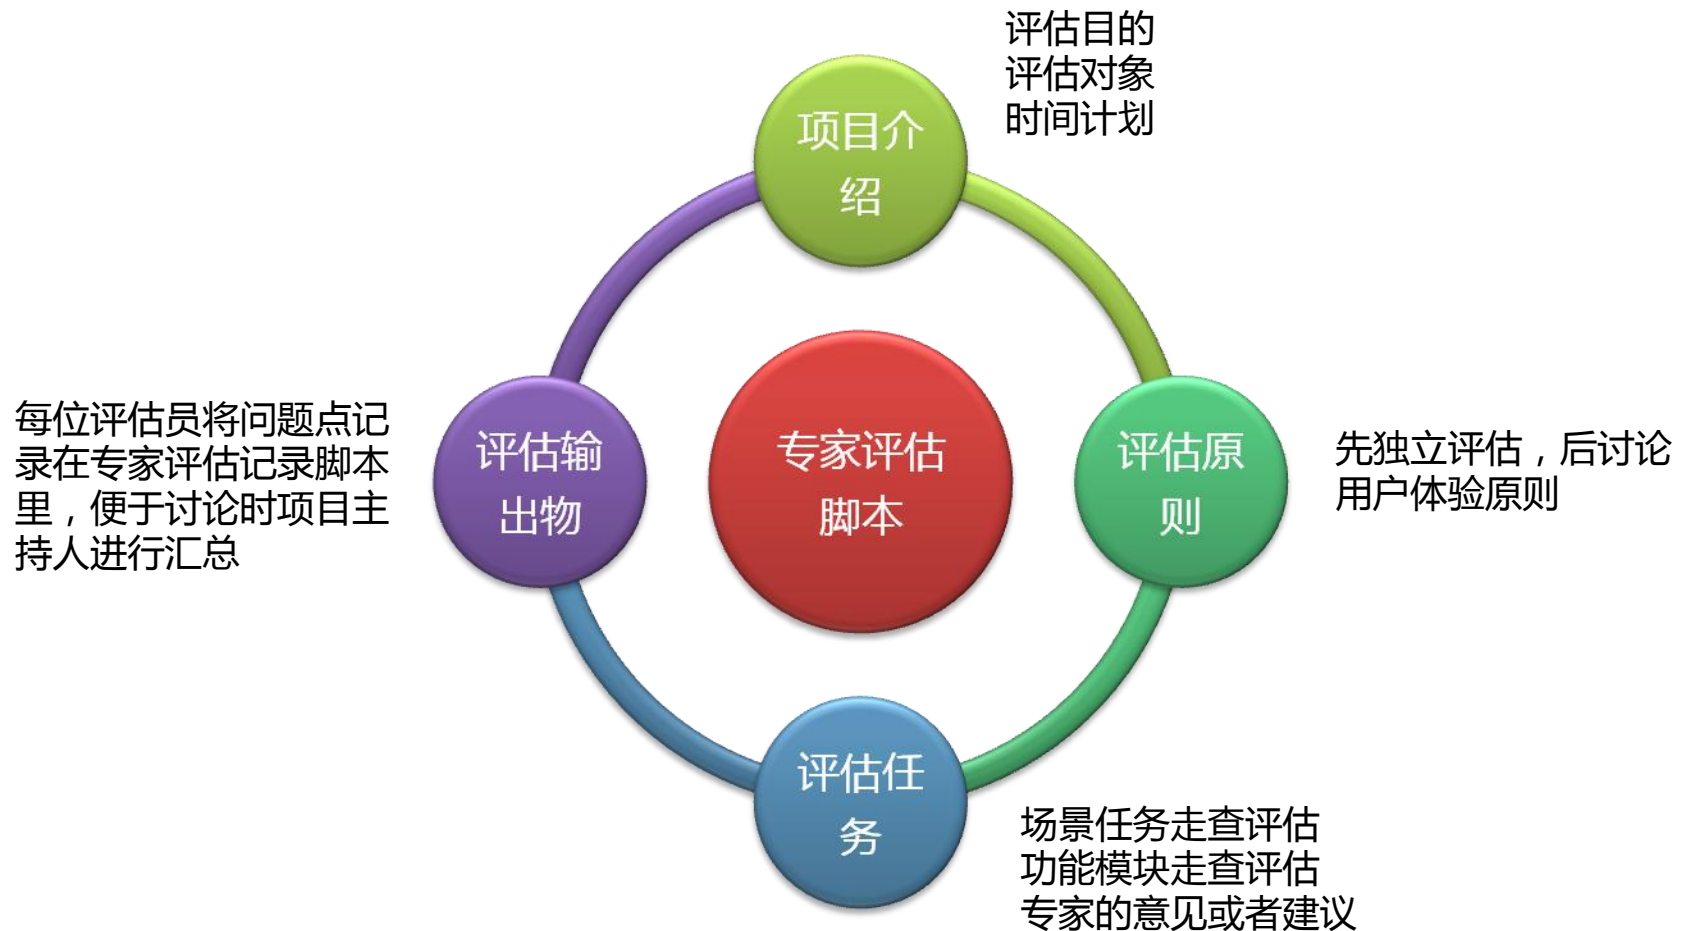 评估目的
评估对象
时间计划
项目介
绍
每位评估员将问题点记
录在专家评估记录脚本
里，便于讨论时项目主
持人进行汇总
评估输
出物
专家评估
脚本
评估原
则
先独立评估，后讨论
用户体验原则
评估任
务
场景任务走查评估
功能模块走查评估
专家的意见或者建议